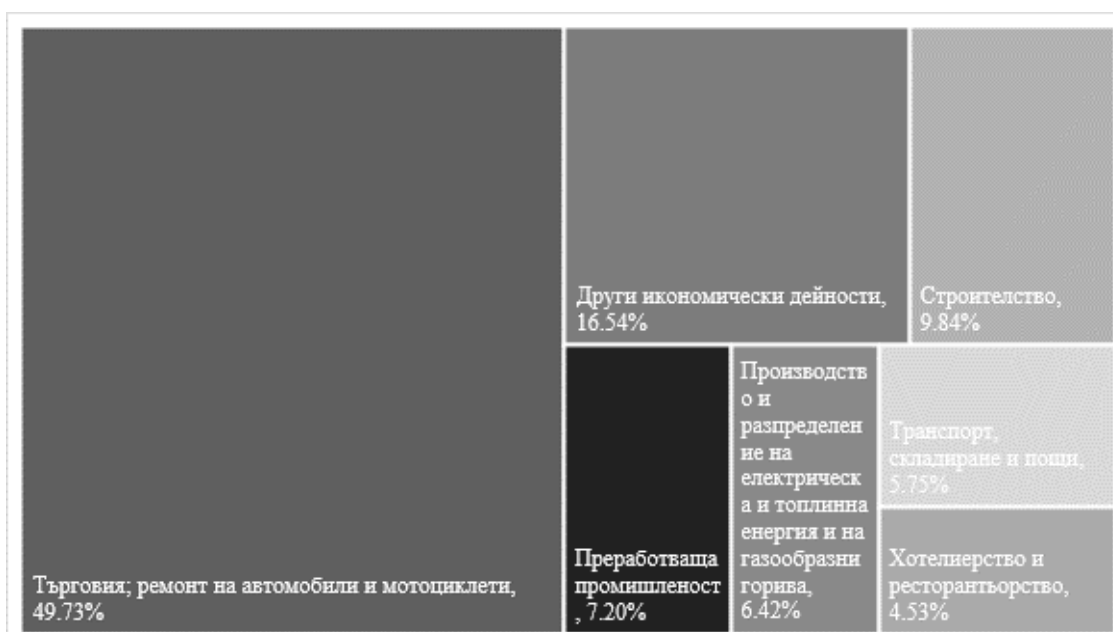 Търговия; ремонт на автомобили и мотоциклети,
49.73%
Други икономически дейности,
16.54%
Строителство,
9.84%
Преработваща
промишленост
, 7.20%
Производств
о и
разпределен
ие на
електрическ
а и топлинна
енергия и на
газообразни
горива,
6.42%
Транспорт,
складиране и пощи,
5.75%
Хотелиерство и
ресторантьорство,
4.53%